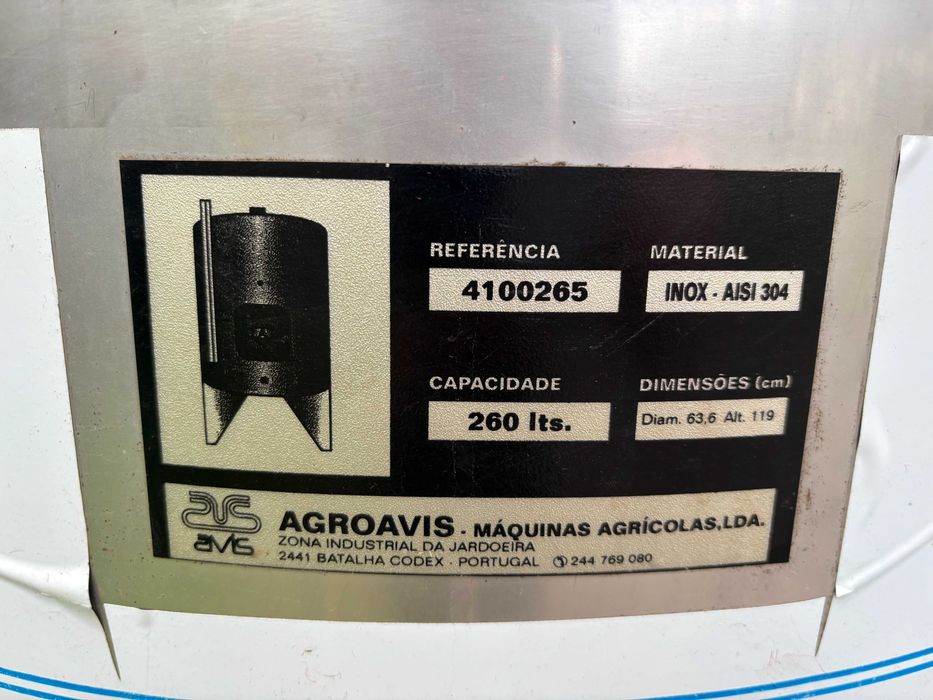 REFERÊNCIA
4100265
MATERIAL
INOX - AISI 304
CAPACIDADE
260 lts.
DIMENSÕES (cm)
Diam. 63,6 Alt. 119
AGROAVIS - MÁQUINAS AGRÍCOLAS,LDA.
ZONA INDUSTRIAL DA JARDOEIRA
2441 BATALHA CODEX - PORTUGAL ✆ 244 769 080